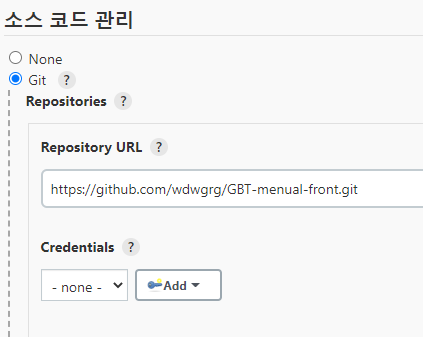 소스 코드 관리
None
Git ?
Repositories ?
Repository URL ?
https://github.com/wdwgrg/GBT-menual-front.git
Credentials ?
- none - Add